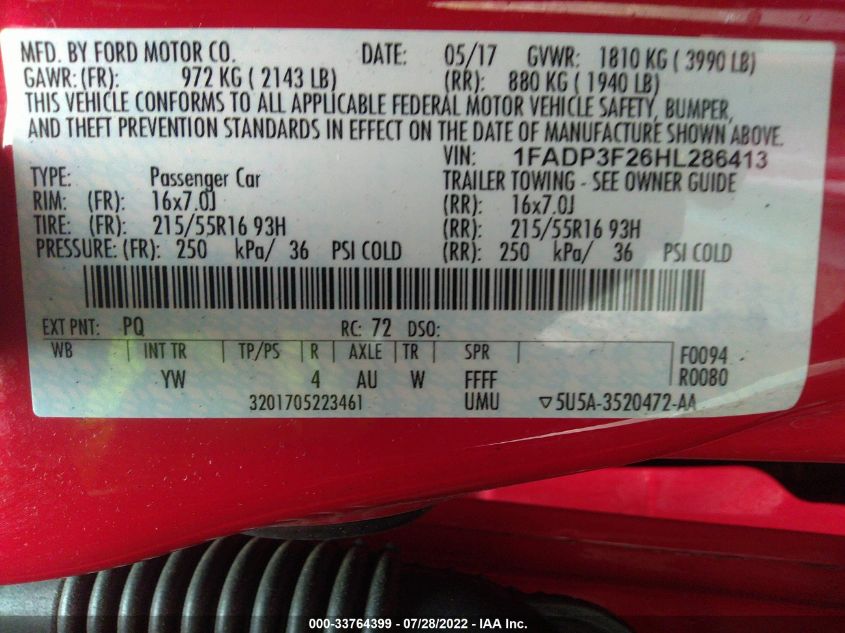 MFD. BY FORD MOTOR CO. DATE: 05/17 GVWR: 1810 KG ( 3990 LB)
GAWR: (FR): 972 KG ( 2143 LB) (RR): 880 KG ( 1940 LB)
THIS VEHICLE CONFORMS TO ALL APPLICABLE FEDERAL MOTOR VEHICLE SAFETY, BUMPER,
AND THEFT PREVENTION STANDARDS IN EFFECT ON THE DATE OF MANUFACTURE SHOWN ABOVE.
VIN: 1FADP3F26HL286413
TYPE: Passenger Car TRAILER TOWING - SEE OWNER GUIDE
RIM: (FR): 16x7.0J (RR): 16x7.0J
TIRE: (FR): 215/55R16 93H (RR): 215/55R16 93H
PRESSURE: (FR): 250 kPa/ 36 PSI COLD (RR): 250 kPa/ 36 PSI COLD
EXT PNT: PQ RC: 72 DSO:
WB INT TR TP/PS R AXLE TR SPR F0094
YW 4 AU W FFFF R0080
3201705223461 UMU ▽5U5A-3520472-AA
000-33764399 - 07/28/2022 - IAA Inc.